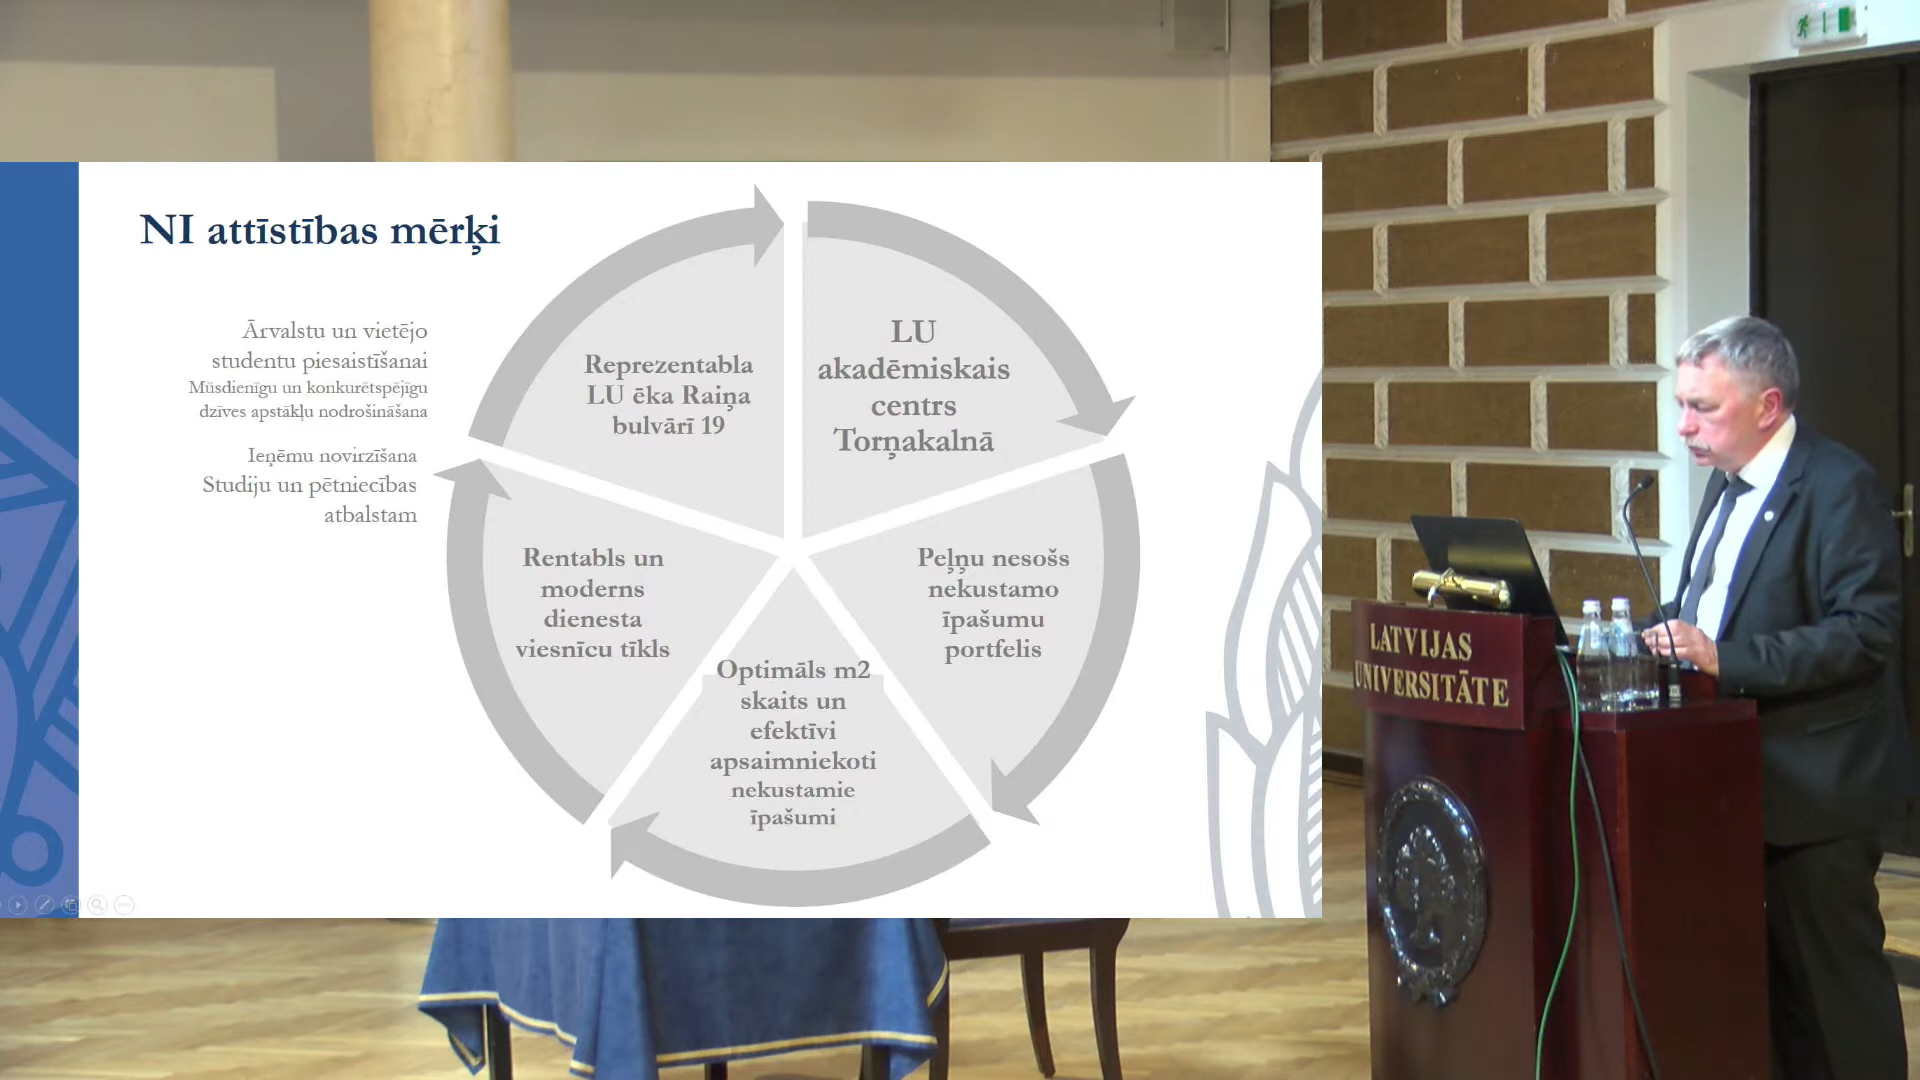 NI attīstības mērķi
Ārvalstu un vietējo
studentu piesaistīšanai
Mūsdienīgu un konkurētspējīgu
dzīves apstākļu nodrošināšana
Ieņēmu novirzīšana
Studiju un pētniecības
atbalstam
Reprezentabla
LU ēka Raiņa
bulvārī 19
LU
akadēmiskais
centrs
Torņakalnā
Peļņu nesošs
nekustamo
īpašumu
portfelis
Optimāls m2
skaits un
efektīvi
apsaimniekoti
nekustamie
īpašumi
Rentabls un
moderns
dienesta
viesnīcu tīkls
LATVIJAS
UNIVERSITĀTE